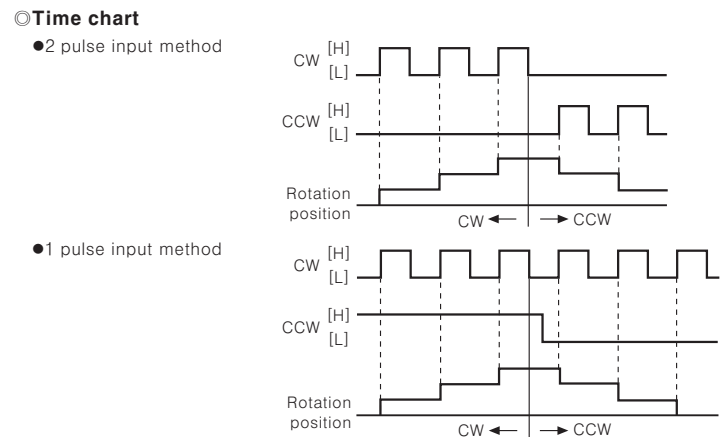 ◎Time chart
●2 pulse input method
CW [H]
[L]
CCW [H]
[L]
Rotation
position
CW CCW
●1 pulse input method
CW [H]
[L]
CCW [H]
[L]
Rotation
position
CW CCW